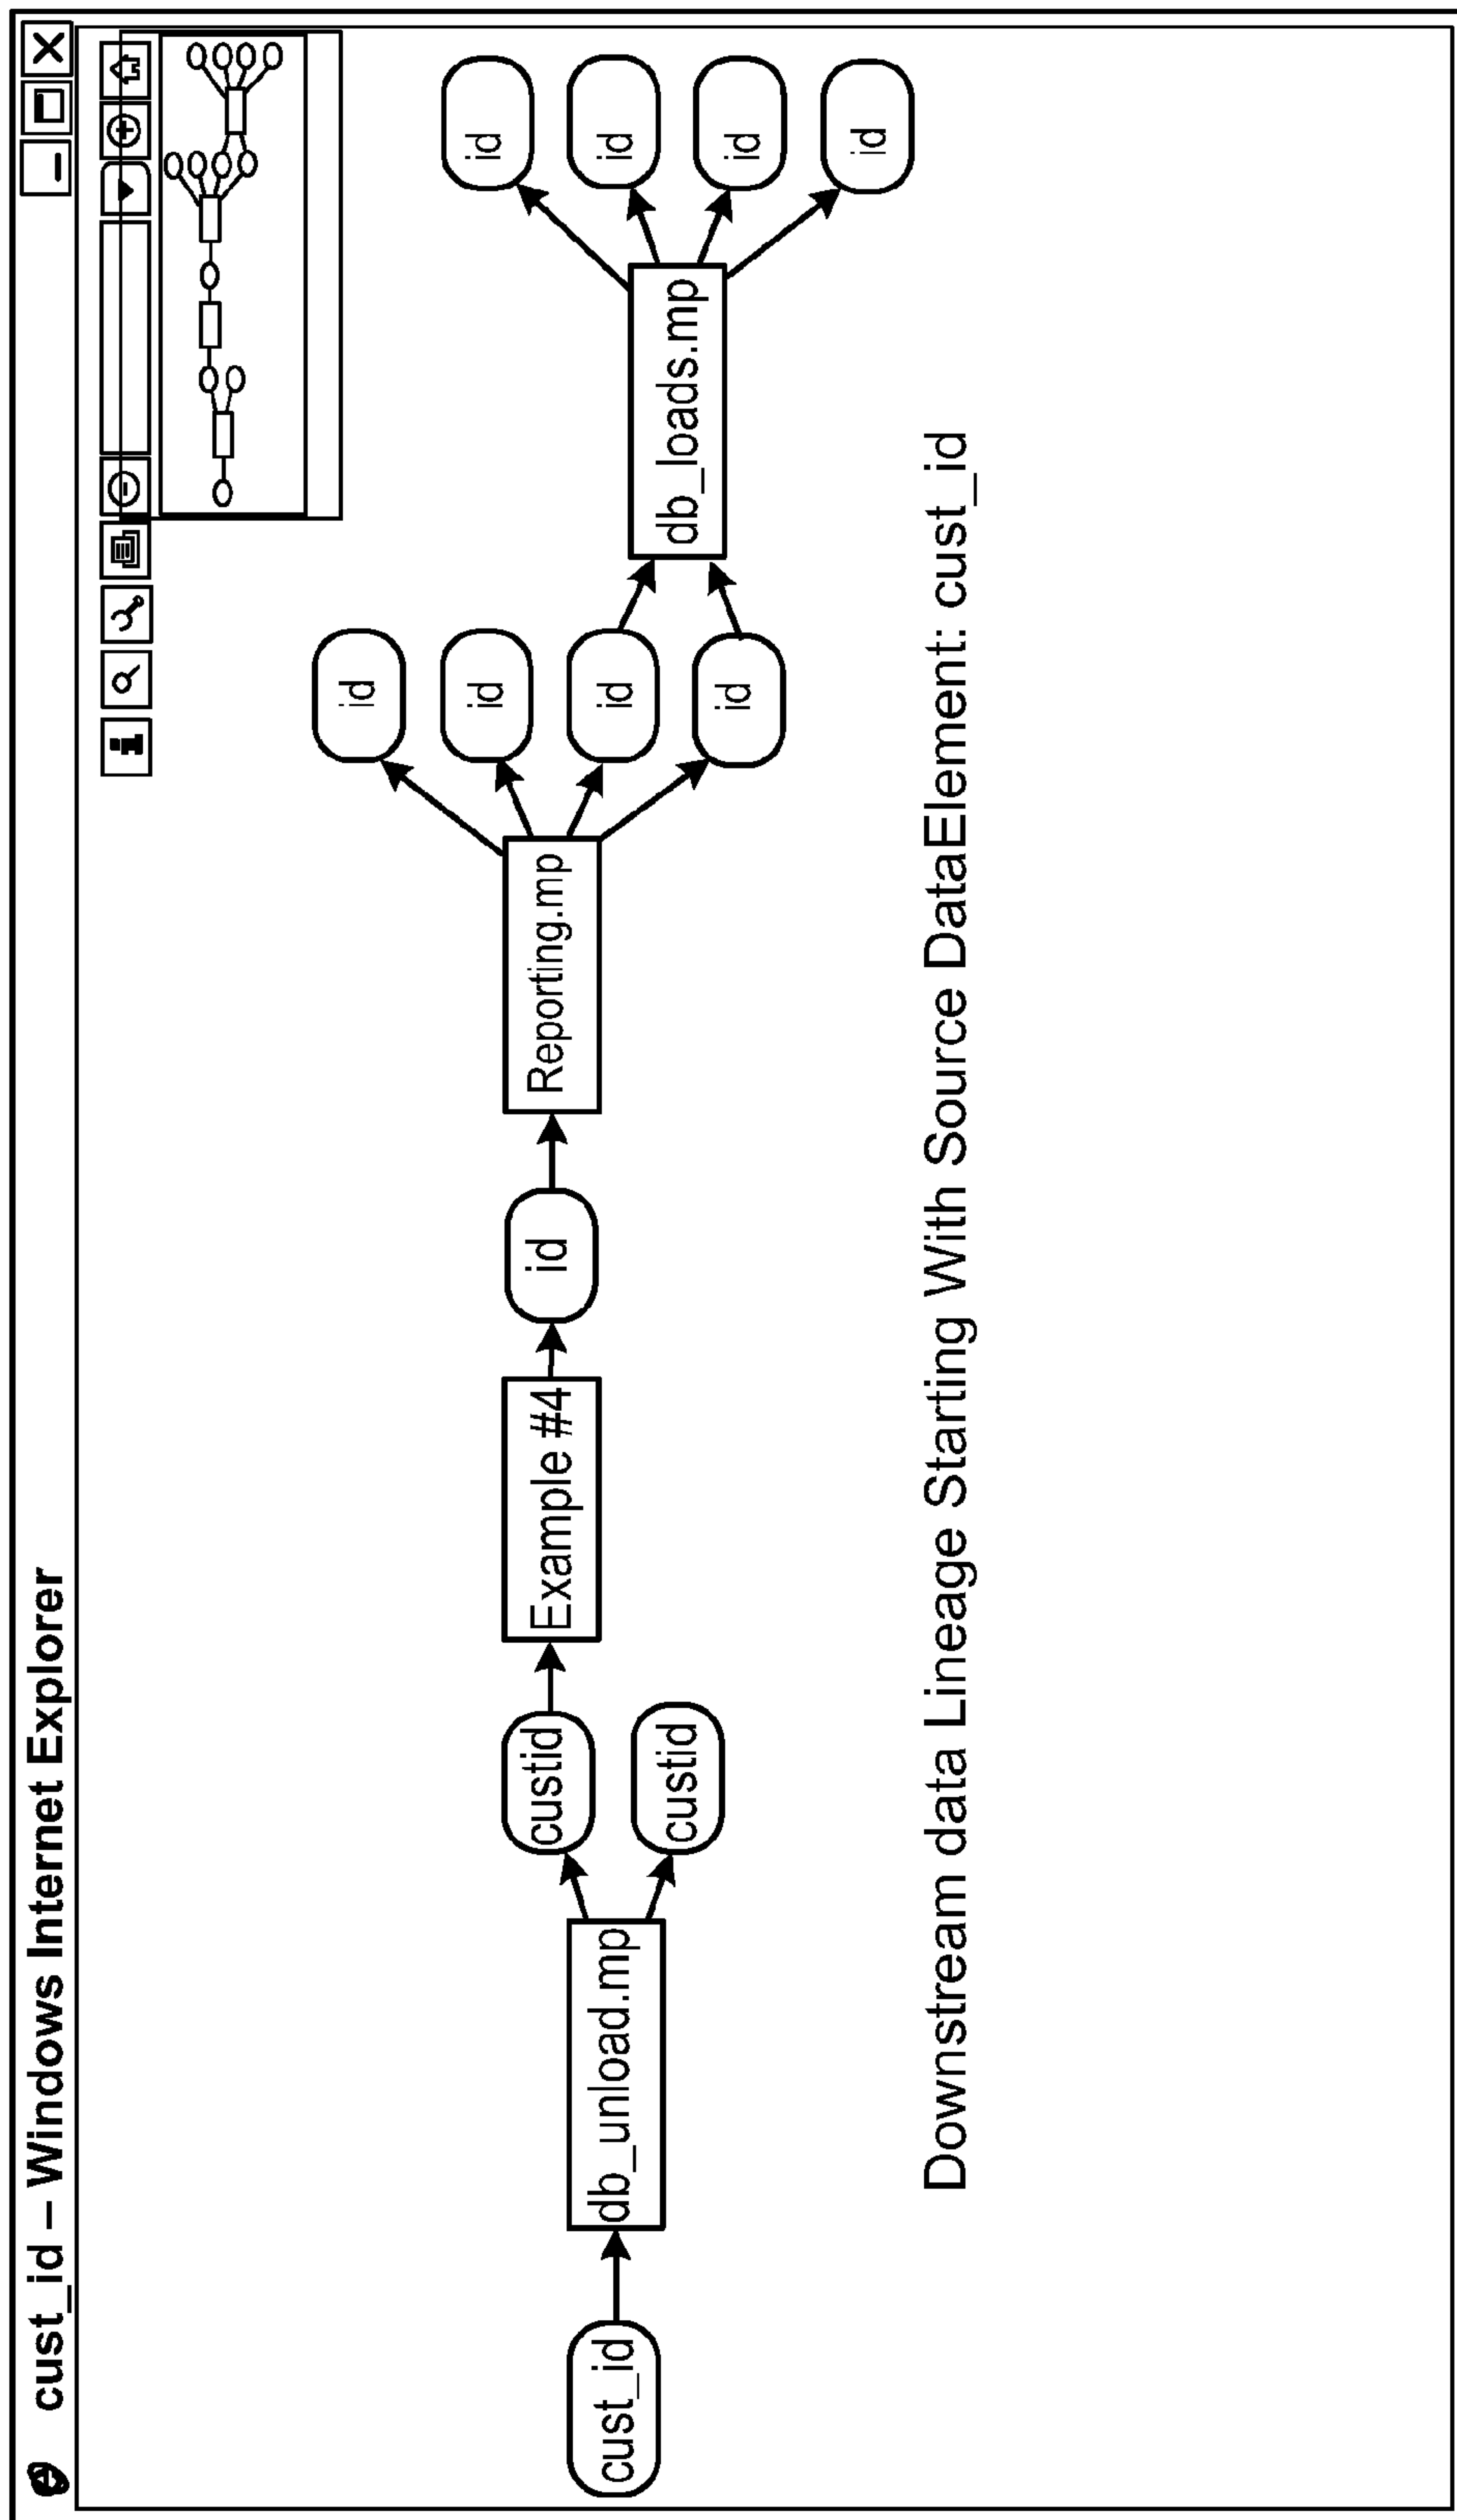 cust_id – Windows Internet Explorer
cust_id
db_unload.mp
custid
custid
Example #4
id
Reporting.mp
id
id
id
id
db_loads.mp
id
id
id
id
Downstream data Lineage Starting With Source DataElement: cust_id